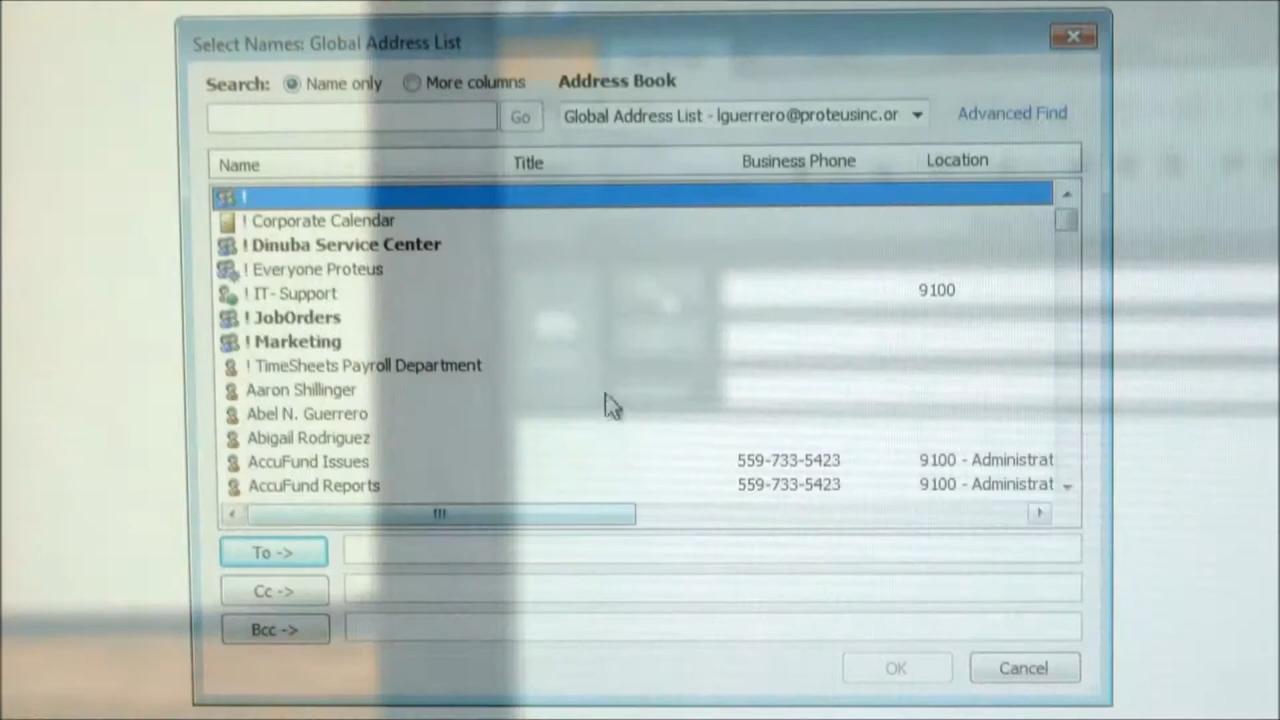 Select Names: Global Address List
Search: Name only More columns Address Book
Go Global Address List - lguerrero@proteusinc.or Advanced Find
Name Title Business Phone Location
!
! Corporate Calendar
! Dinuba Service Center
! Everyone Proteus
! IT- Support 9100
! JobOrders
! Marketing
! TimeSheets Payroll Department
Aaron Shillinger
Abel N. Guerrero
Abigail Rodriguez
AccuFund Issues 559-733-5423 9100 - Administrat
AccuFund Reports 559-733-5423 9100 - Administrat
To ->
Cc ->
Bcc ->
OK Cancel